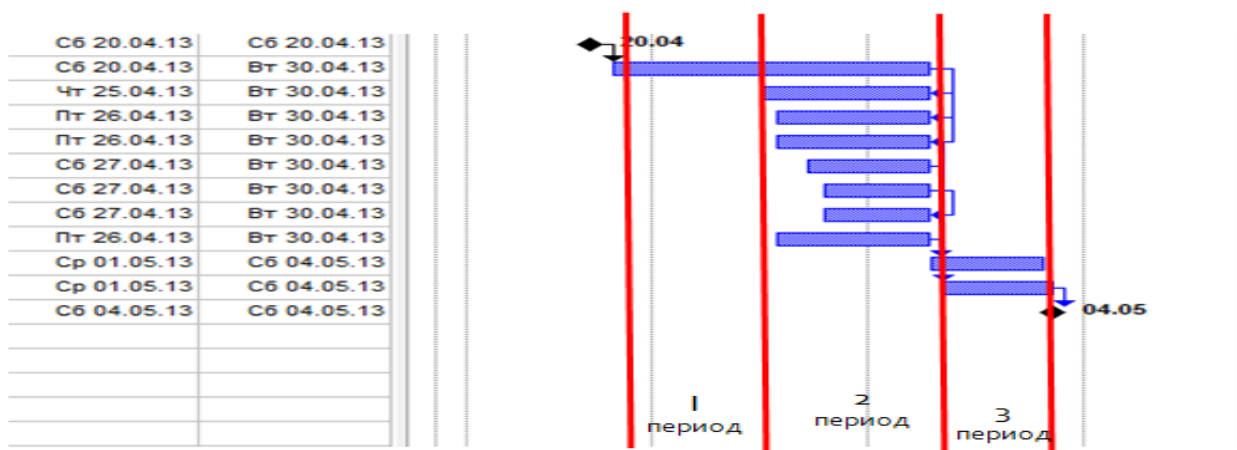 Сб 20.04.13 Сб 20.04.13 20.04
Сб 20.04.13 Вт 30.04.13
Чт 25.04.13 Вт 30.04.13
Пт 26.04.13 Вт 30.04.13
Пт 26.04.13 Вт 30.04.13
Сб 27.04.13 Вт 30.04.13
Сб 27.04.13 Вт 30.04.13
Сб 27.04.13 Вт 30.04.13
Пт 26.04.13 Вт 30.04.13
Ср 01.05.13 Сб 04.05.13
Ср 01.05.13 Сб 04.05.13
Сб 04.05.13 Сб 04.05.13 04.05
1
период
2
период
3
период